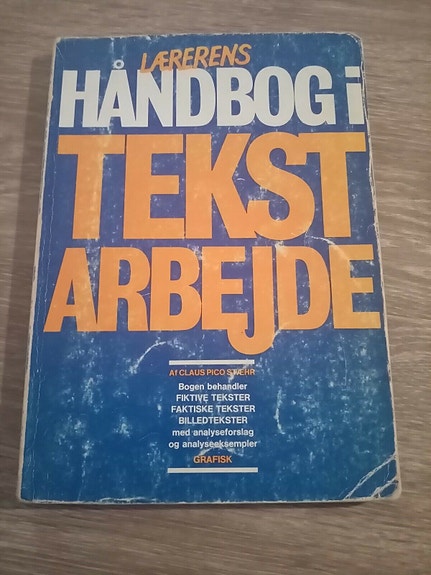 LÆRERENS
HÅNDBOG i
TEKST
ARBEJDE
Af CLAUS PICO STÆHR
Bogen behandler
FIKTIVE TEKSTER
FAKTISKE TEKSTER
BILLEDTEKSTER
med analyseforslag
og analyseeksempler
GRAFISK